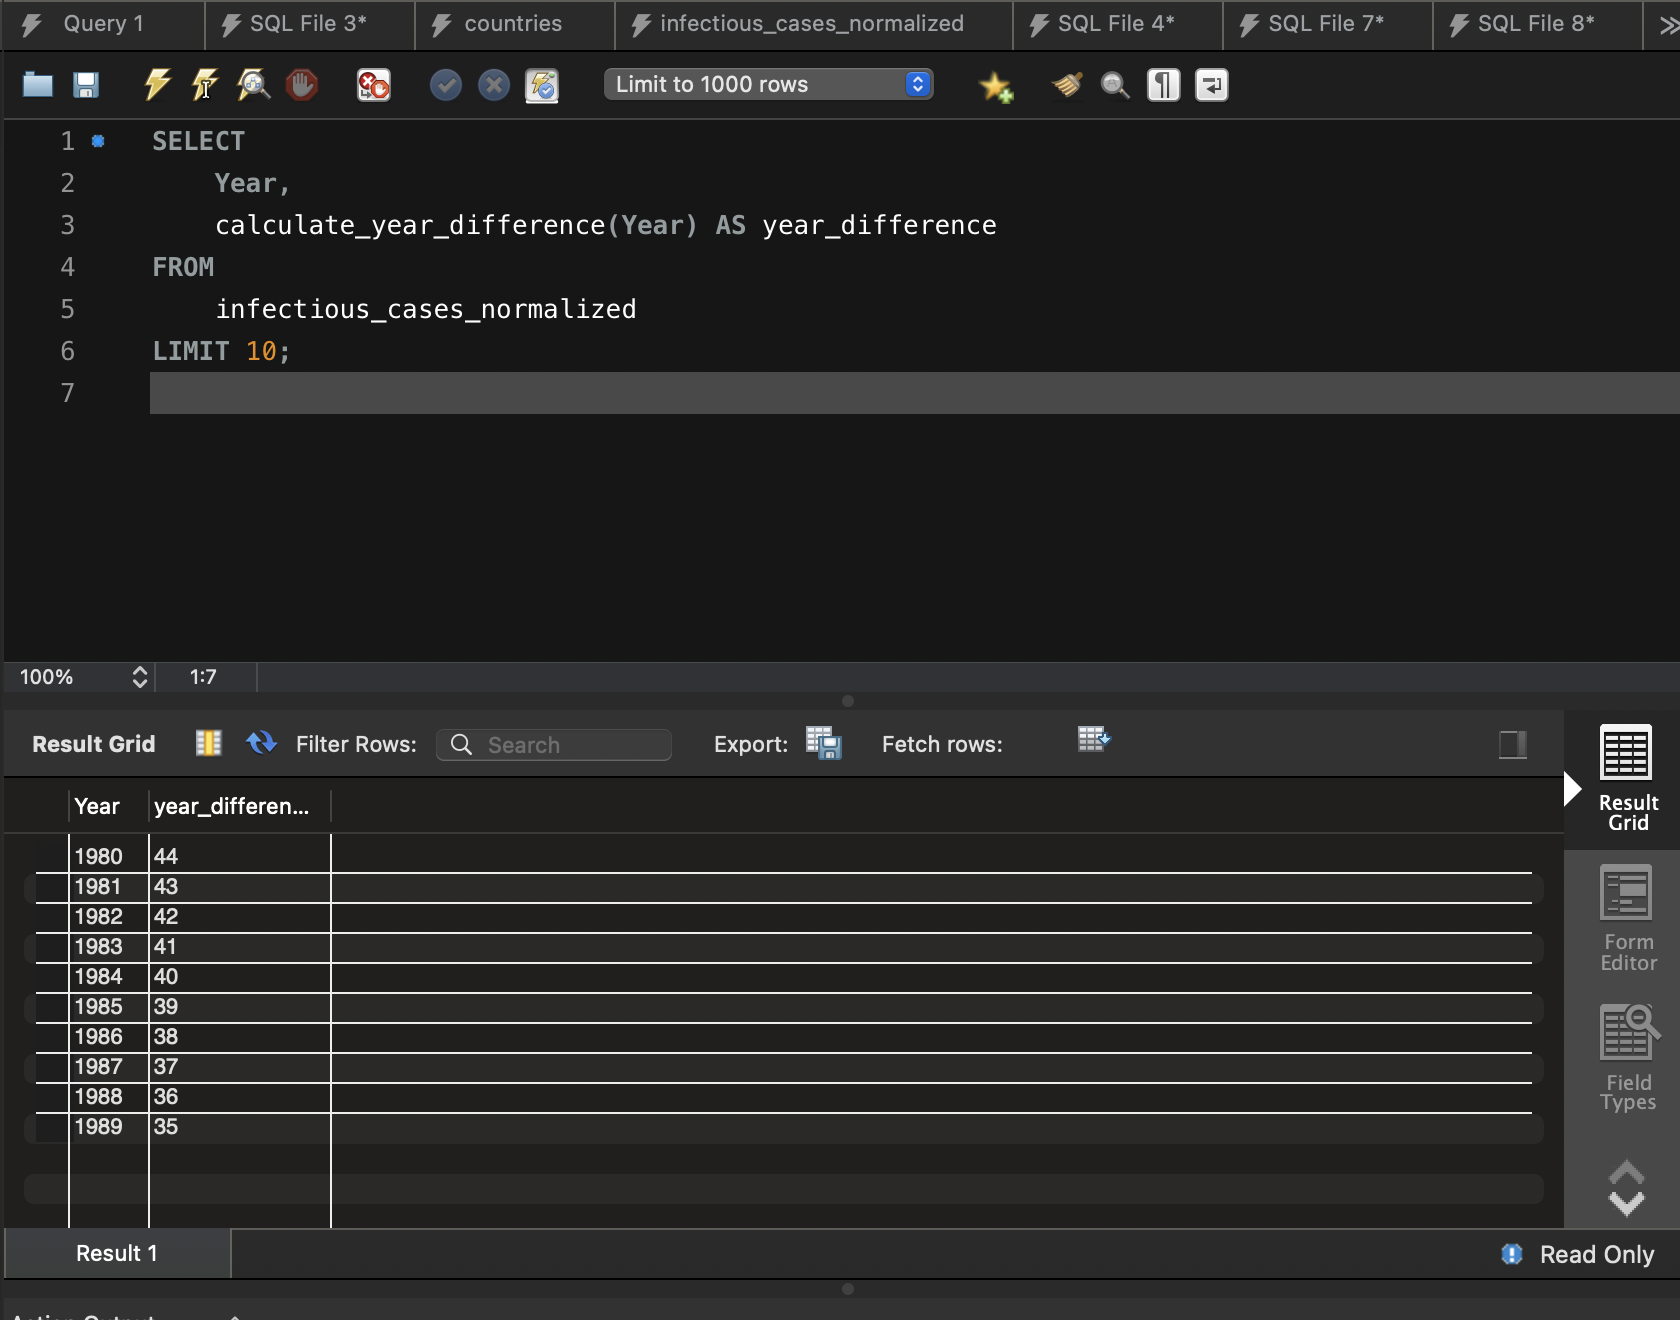 Query 1 SQL File 3* countries infectious_cases_normalized SQL File 4* SQL File 7* SQL File 8*
Limit to 1000 rows
1 SELECT
2 Year,
3 calculate_year_difference(Year) AS year_difference
4 FROM
5 infectious_cases_normalized
6 LIMIT 10;
7
100% 1:7
Result Grid Filter Rows: Search Export: Fetch rows:
Year year_differen...
1980 44
1981 43
1982 42
1983 41
1984 40
1985 39
1986 38
1987 37
1988 36
1989 35
Result
Grid
Form
Editor
Field
Types
Result 1 Read Only
Action Output